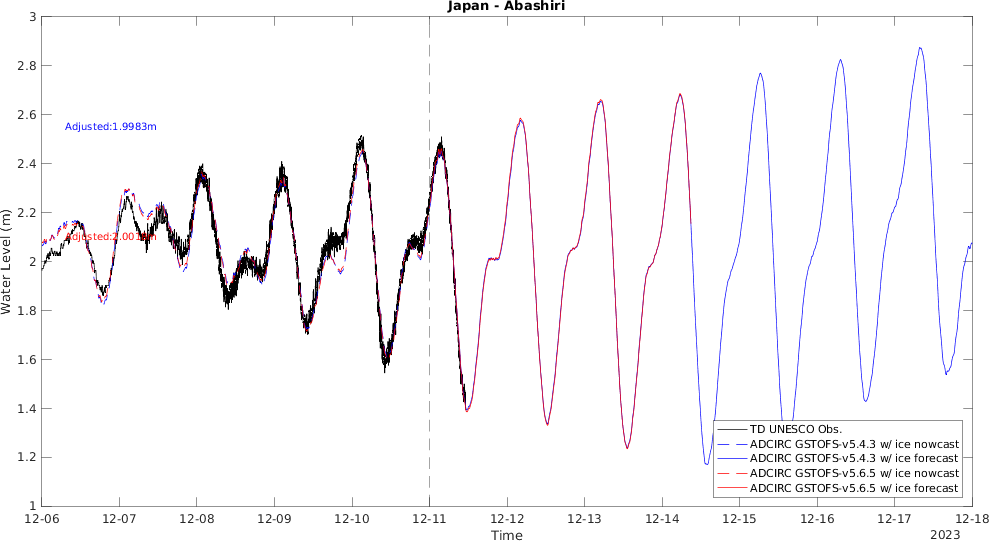 Japan - Abashiri
3
2.8
2.6
2.4
2.2
2
1.8
1.6
1.4
1.2
1
Water Level (m)
Adjusted:1.9983m
TD UNESCO Obs.
ADCIRC GSTOFS-v5.4.3 w/ ice nowcast
ADCIRC GSTOFS-v5.4.3 w/ ice forecast
ADCIRC GSTOFS-v5.6.5 w/ ice nowcast
ADCIRC GSTOFS-v5.6.5 w/ ice forecast
12-06 12-07 12-08 12-09 12-10 12-11 12-12 12-13 12-14 12-15 12-16 12-17 12-18
Time
2023